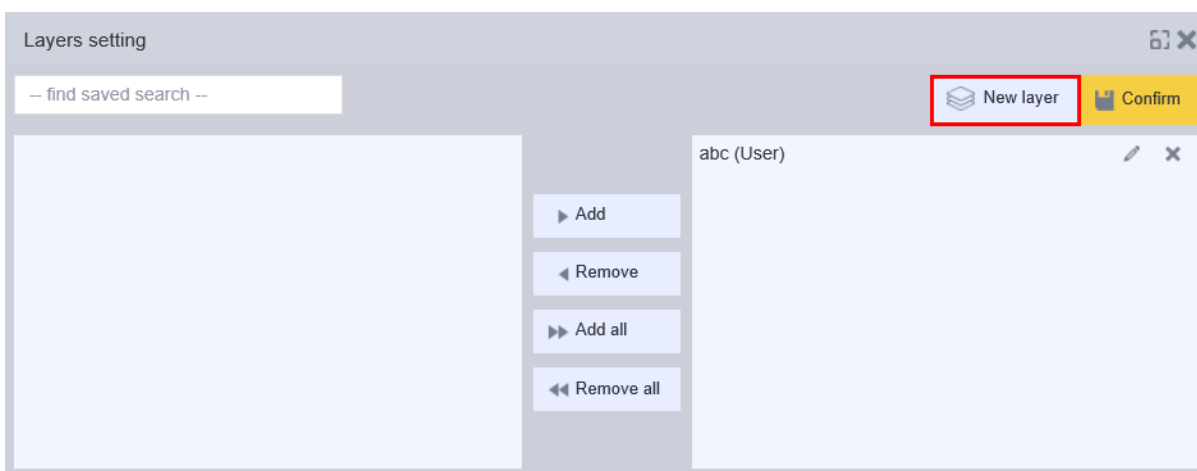 Layers setting
-- find saved search --
New layer
Confirm
abc (User)
Add
Remove
Add all
Remove all